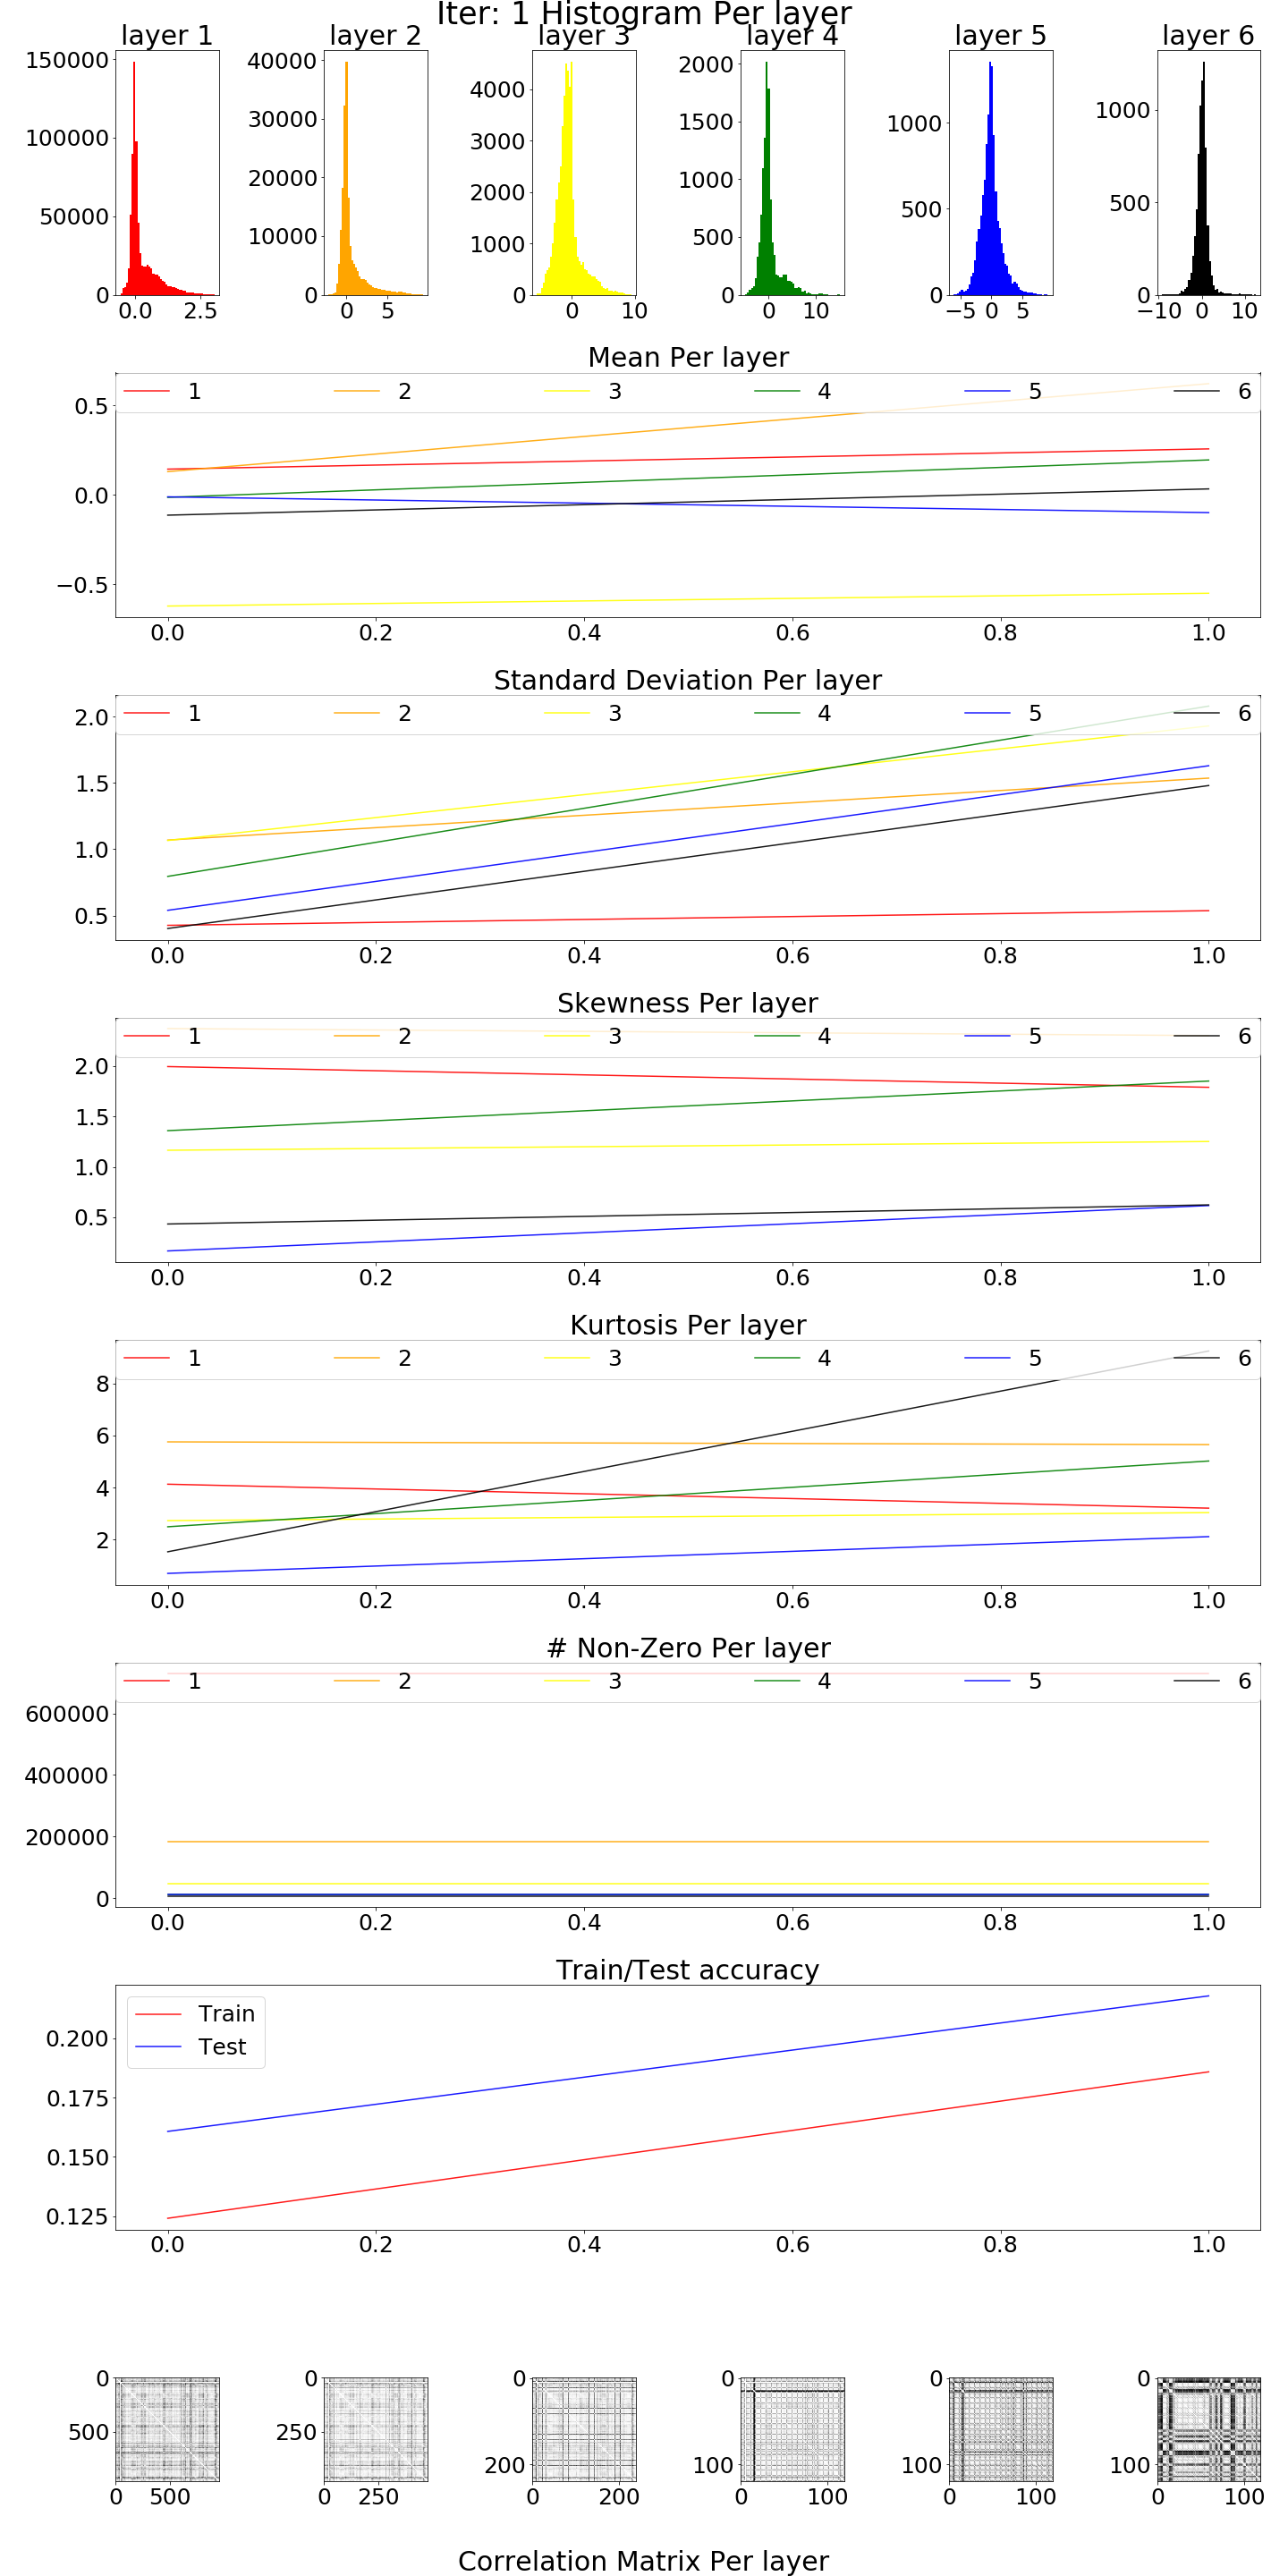 Iter: 1 Histogram Per layer
layer 1 layer 2 layer 3 layer 4 layer 5 layer 6
150000 40000 4000 2000 1000 1000
100000 30000 3000 1500 500 500
50000 20000 2000 1000 0 0
0 10000 1000 500
0 0 0
0.0 2.5 0 5 0 10 0 10 −5 0 5 −10 0 10
Mean Per layer
1 2 3 4 5 6
0.5
0.0
−0.5
0.0 0.2 0.4 0.6 0.8 1.0
Standard Deviation Per layer
1 2 3 4 5 6
2.0
1.5
1.0
0.5
0.0 0.2 0.4 0.6 0.8 1.0
Skewness Per layer
1 2 3 4 5 6
2.0
1.5
1.0
0.5
0.0 0.2 0.4 0.6 0.8 1.0
Kurtosis Per layer
1 2 3 4 5 6
8
6
4
2
0.0 0.2 0.4 0.6 0.8 1.0
# Non-Zero Per layer
1 2 3 4 5 6
600000
400000
200000
0
0.0 0.2 0.4 0.6 0.8 1.0
Train/Test accuracy
Train
Test
0.200
0.175
0.150
0.125
0.0 0.2 0.4 0.6 0.8 1.0
0 0 0 0 0 0
500 250 200 100 100 100
0 500 0 250 0 200 0 100 0 100 0 100
Correlation Matrix Per layer